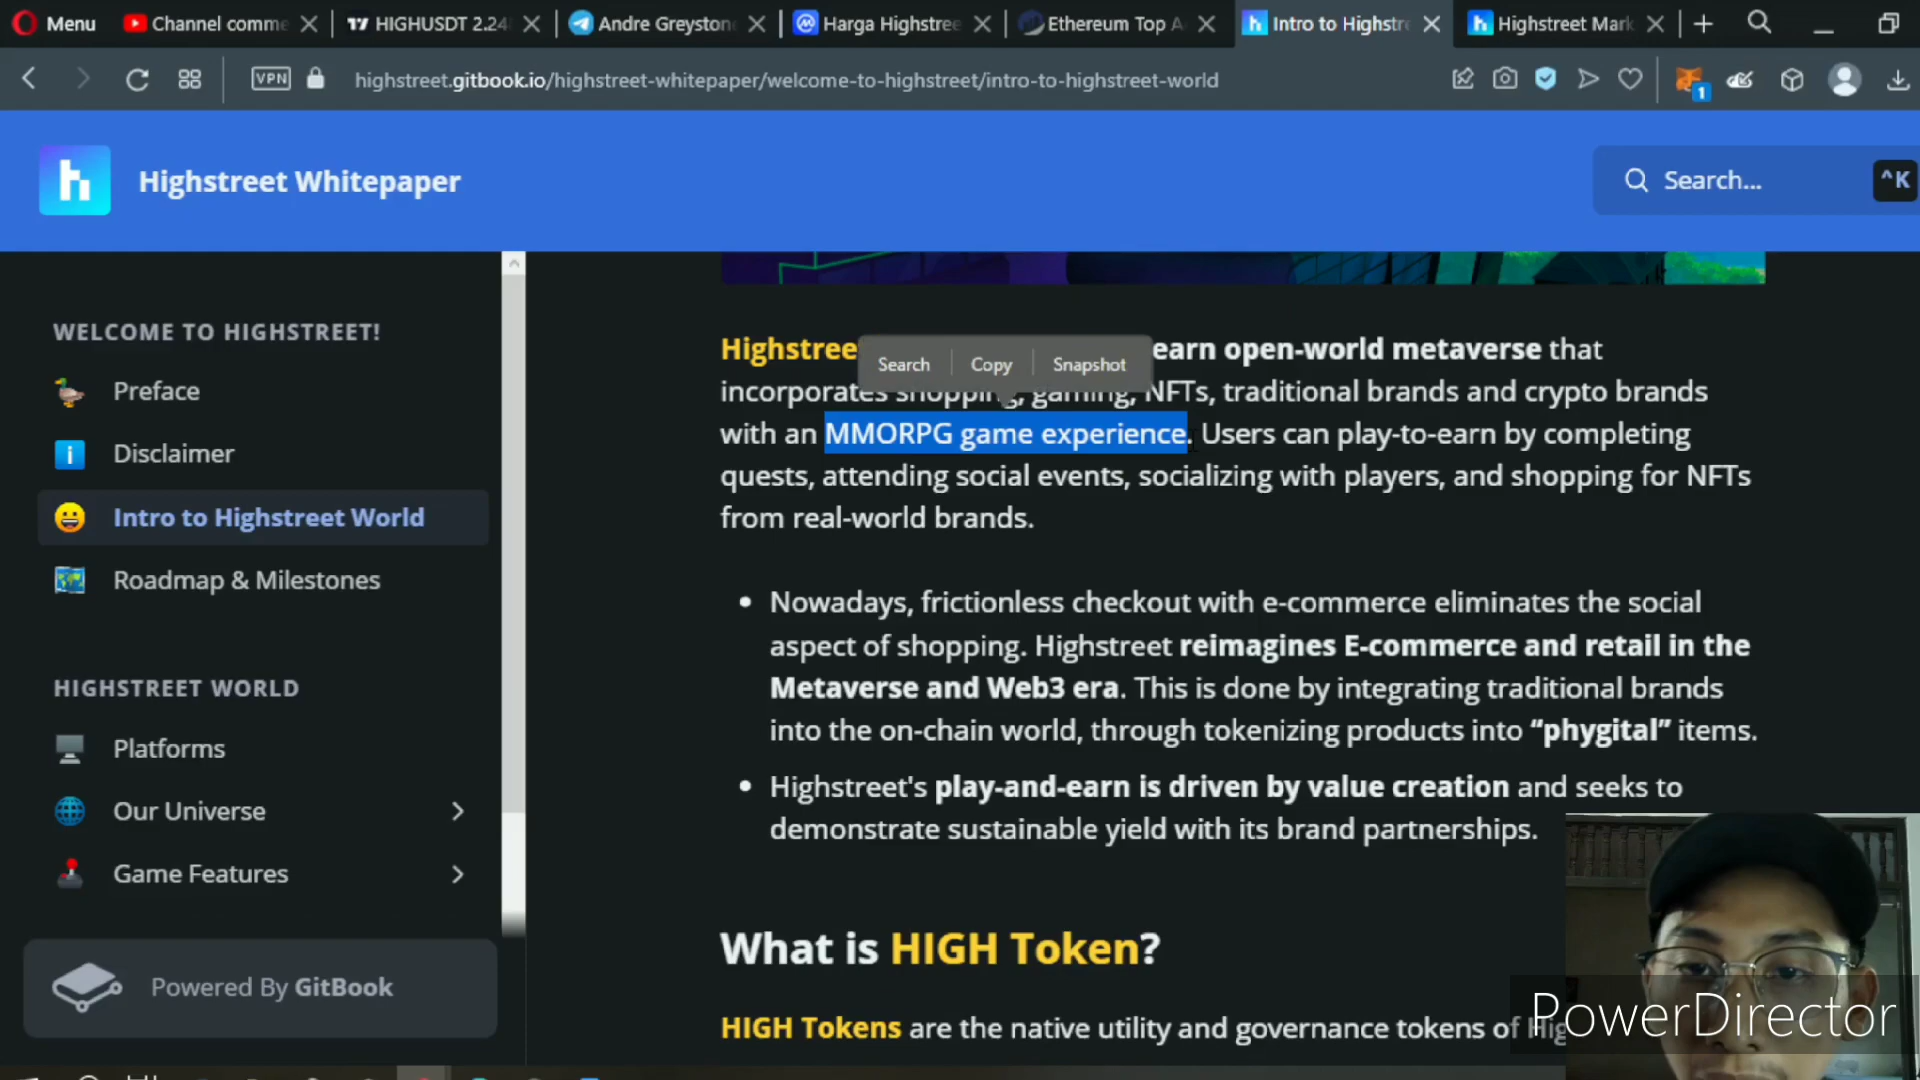 Menu
Channel comme
HIGHUSDT 2.24
Andre Greyston
Harga Highstree
Ethereum Top A
Intro to Highstr
Highstreet Mark
VPN
highstreet.gitbook.io/highstreet-whitepaper/welcome-to-highstreet/intro-to-highstreet-world
1
Highstreet Whitepaper
Search...
^K
WELCOME TO HIGHSTREET!
Preface
Disclaimer
Intro to Highstreet World
Roadmap & Milestones
HIGHSTREET WORLD
Platforms
Our Universe
Game Features
Powered By GitBook
Search
Copy
Snapshot
Highstree earn open-world metaverse that
incorporates shopping, gaming, NFTs, traditional brands and crypto brands
with an MMORPG game experience. Users can play-to-earn by completing
quests, attending social events, socializing with players, and shopping for NFTs
from real-world brands.
• Nowadays, frictionless checkout with e-commerce eliminates the social
aspect of shopping. Highstreet reimagines E-commerce and retail in the
Metaverse and Web3 era. This is done by integrating traditional brands
into the on-chain world, through tokenizing products into “phygital” items.
• Highstreet's play-and-earn is driven by value creation and seeks to
demonstrate sustainable yield with its brand partnerships.
What is HIGH Token?
HIGH Tokens are the native utility and governance tokens of Hig
PowerDirector